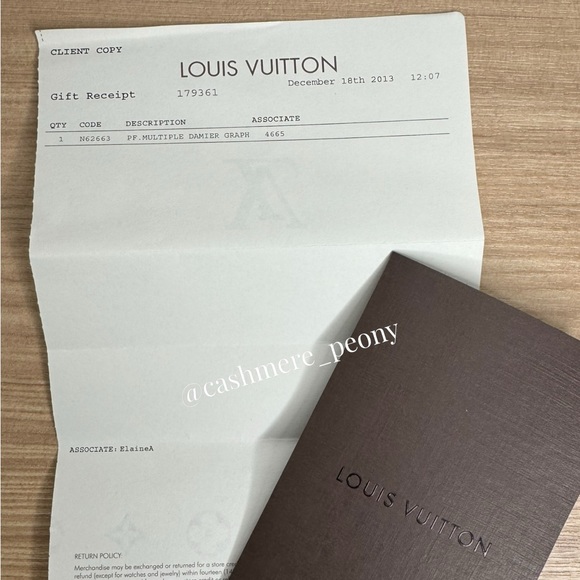 CLIENT COPY
LOUIS VUITTON
December 18th 2013 12:07
Gift Receipt 179361
QTY CODE DESCRIPTION ASSOCIATE
1 N62663 PF.MULTIPLE DAMIER GRAPH 4665
@cashmere_peony
ASSOCIATE: ElaineA
LOUIS VUITTON
RETURN POLICY:
Merchandise may be exchanged or returned for a store
refund (except for watches and jewelry) within fourteen